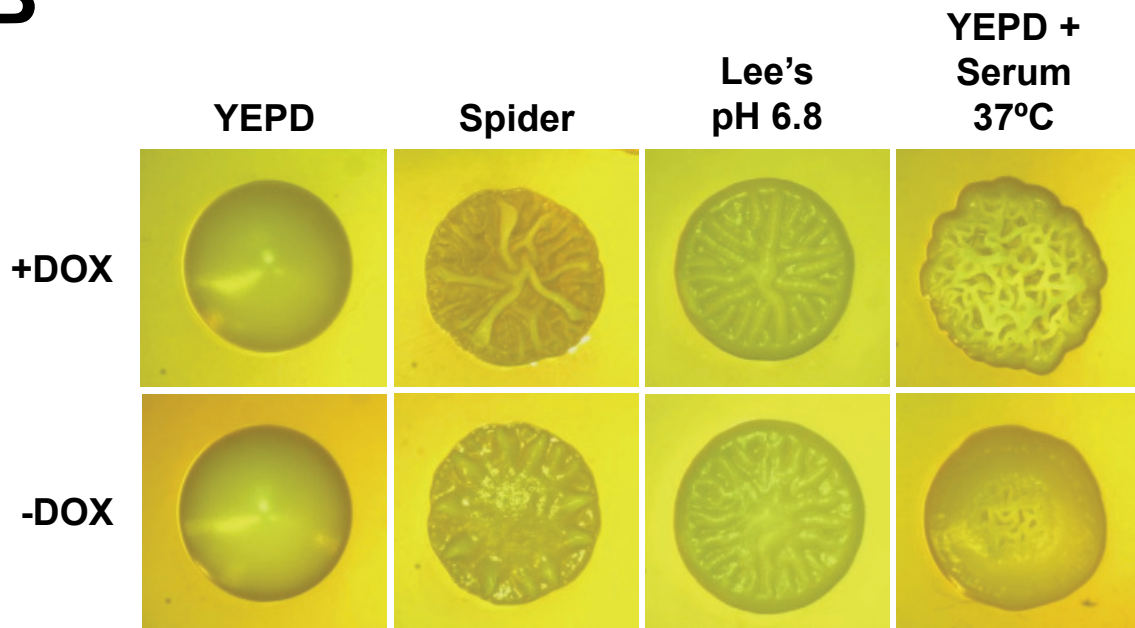 B
YEPD
Spider
Lee’s
pH 6.8
YEPD +
Serum
37ºC
+DOX
-DOX